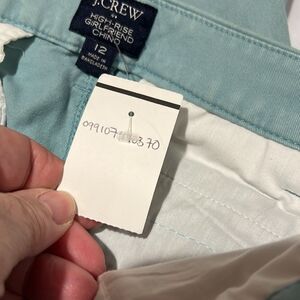 J.CREW
HIGH-RISE
GIRLFRIEND
CHINO
12
MADE IN
BANGLADESH